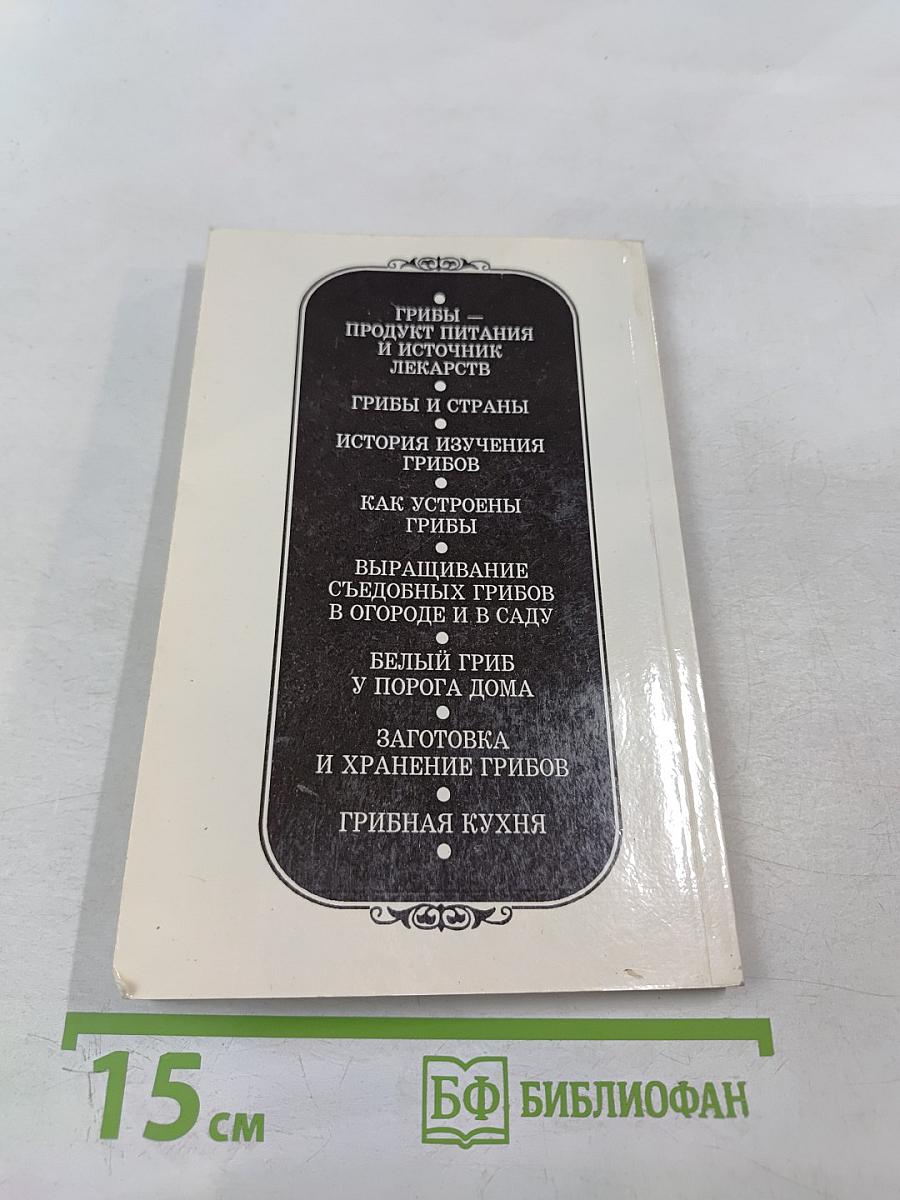 ГРИБЫ —
ПРОДУКТ ПИТАНИЯ
И ИСТОЧНИК
ЛЕКАРСТВ
ГРИБЫ И СТРАНЫ
ИСТОРИЯ ИЗУЧЕНИЯ
ГРИБОВ
КАК УСТРОЕНЫ
ГРИБЫ
ВЫРАЩИВАНИЕ
СЪЕДОБНЫХ ГРИБОВ
В ОГОРОДЕ И В САДУ
БЕЛЫЙ ГРИБ
У ПОРОГА ДОМА
ЗАГОТОВКА
И ХРАНЕНИЕ ГРИБОВ
ГРИБНАЯ КУХНЯ
15 см
БФ БИБЛИОФАН